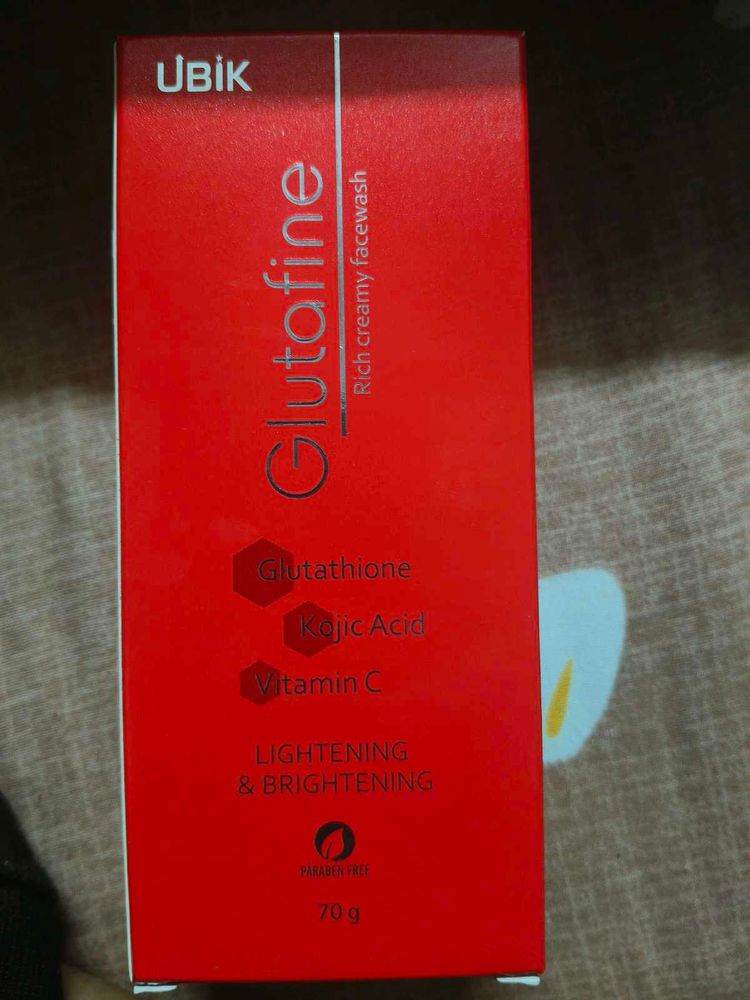 UBIK
Glutafine
Rich creamy facewash
Glutathione
Kojic Acid
Vitamin C
LIGHTENING
& BRIGHTENING
PARABEN FREE
70 g